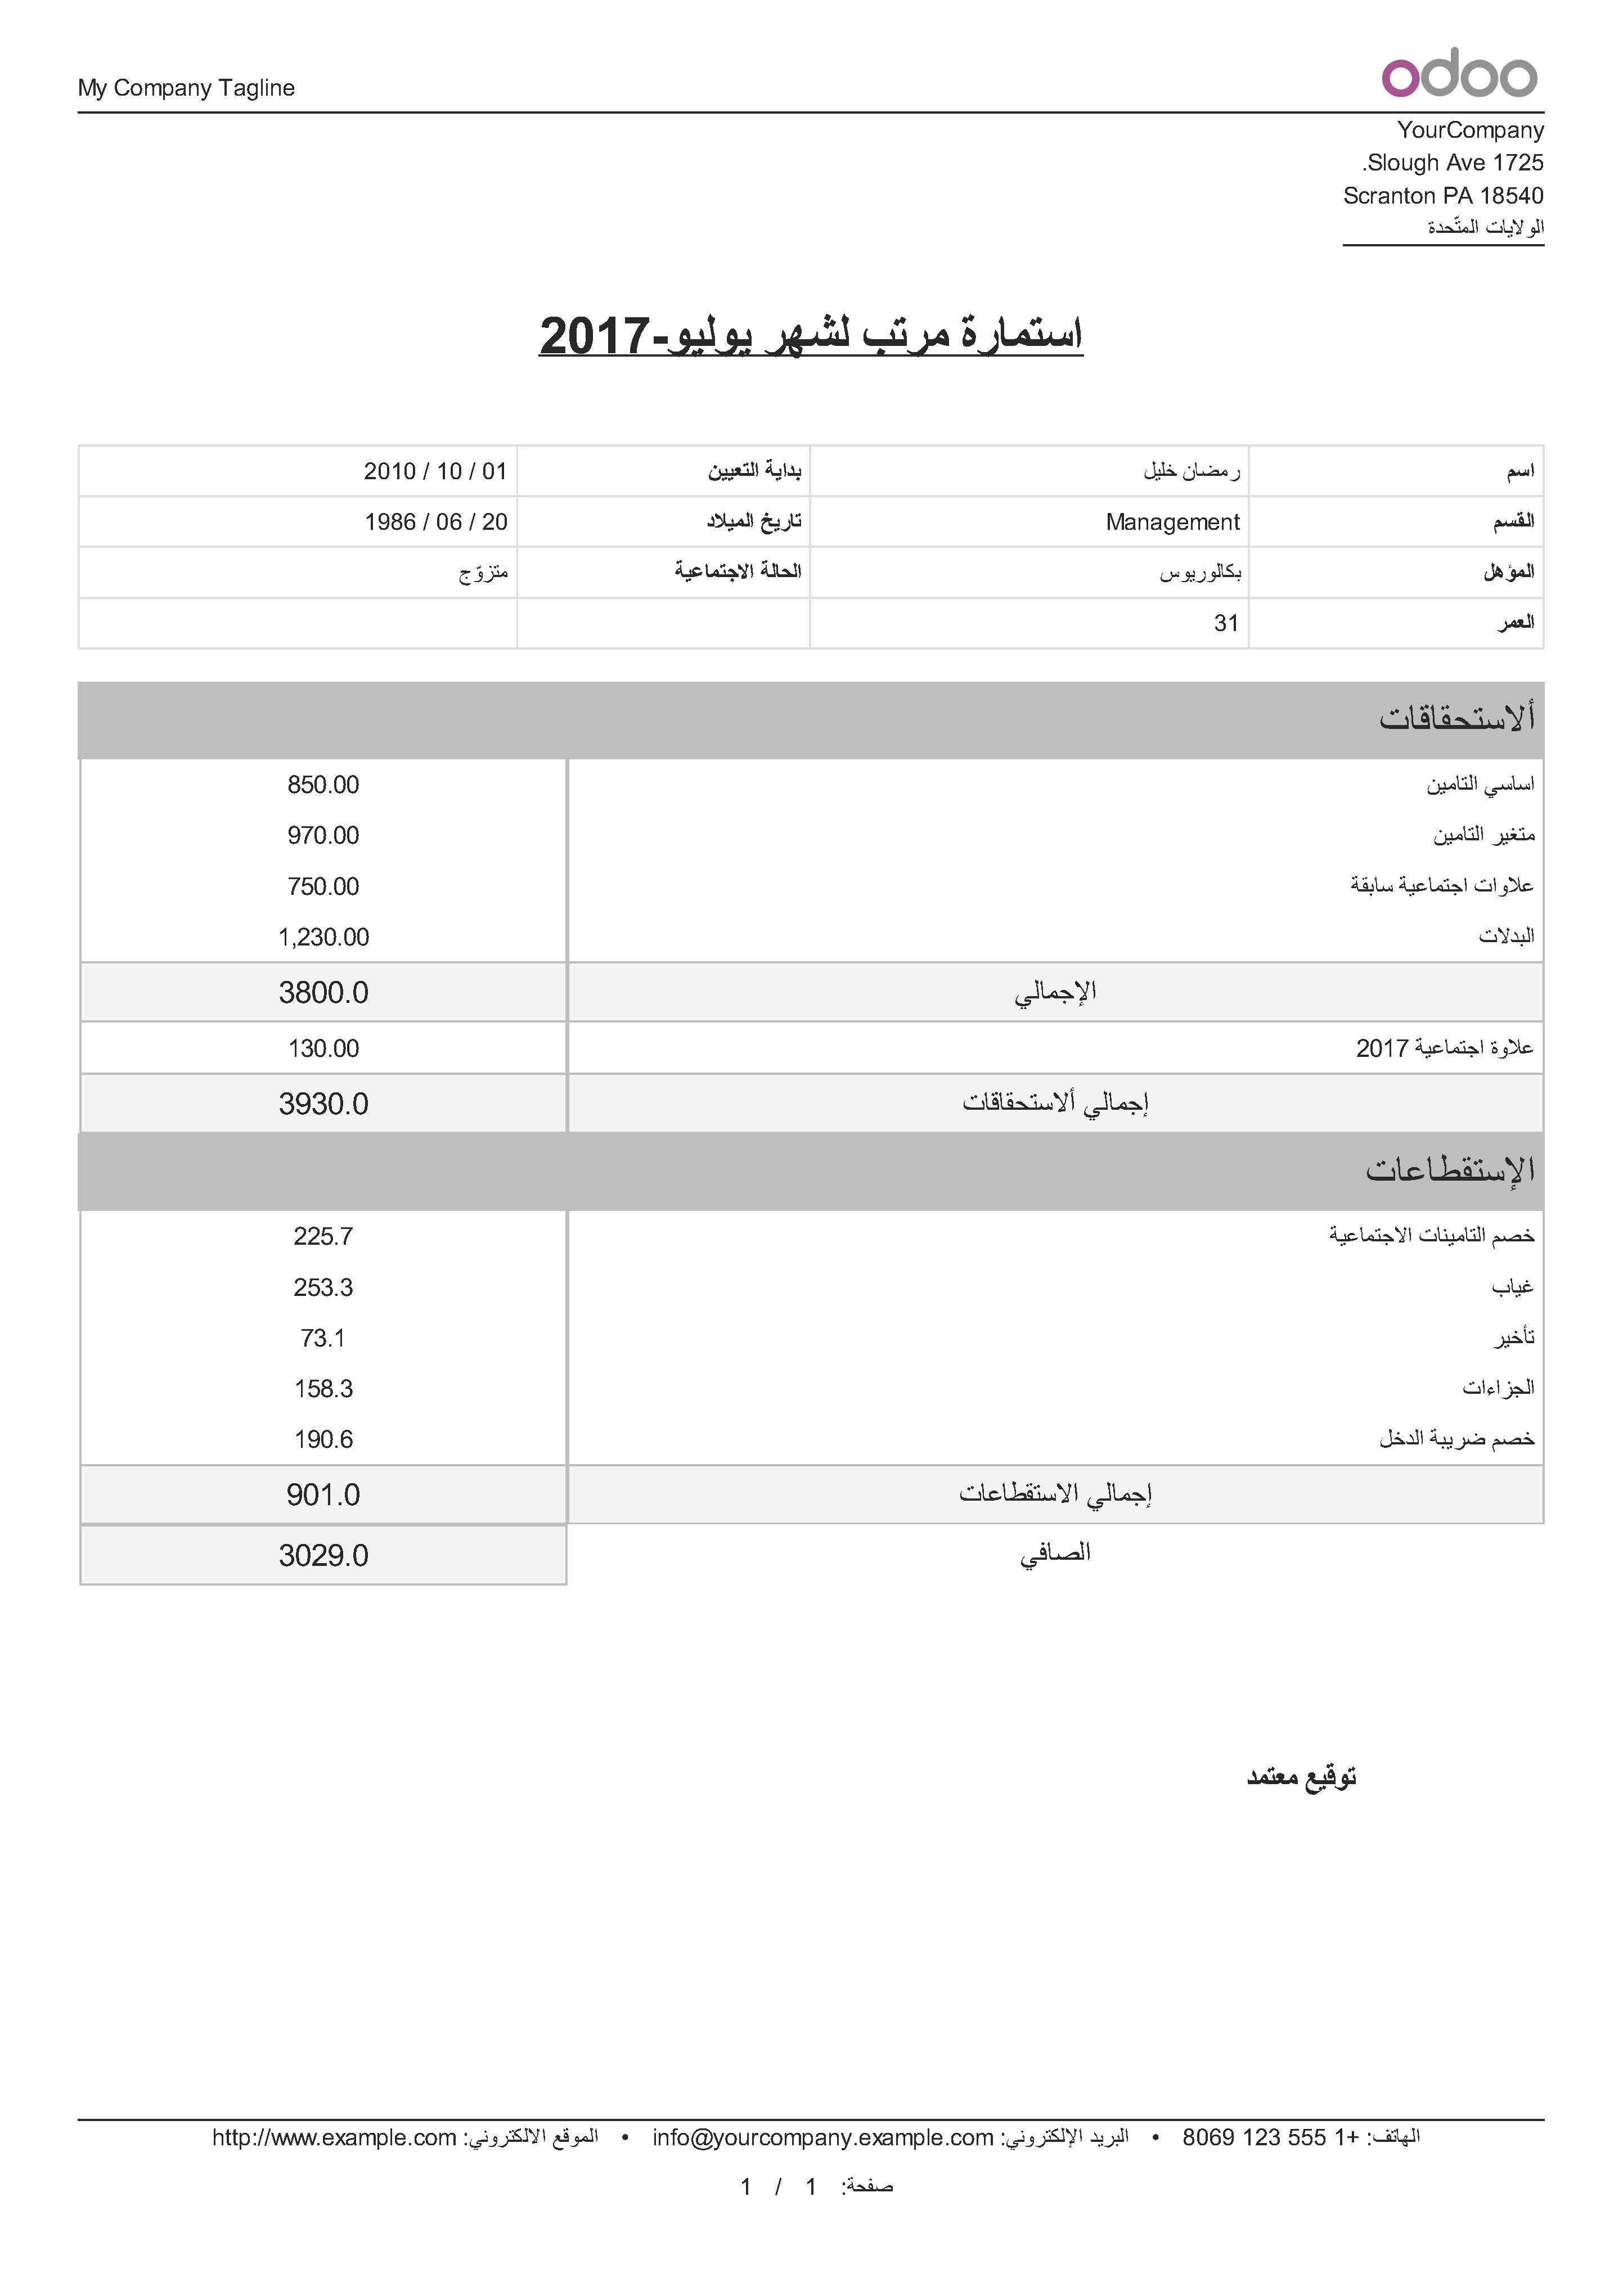 My Company Tagline
odoo
YourCompany
1725 Slough Ave.
Scranton PA 18540
الولايات المتّحدة
استمارة مرتب لشهر يوليو-2017
اسم رمضان خليل بداية التعيين 01 / 10 / 2010
القسم Management تاريخ الميلاد 20 / 06 / 1986
المؤهل بكالوريوس الحالة الاجتماعية متزوّج
العمر 31
ألاستحقاقات
اساسي التامين 850.00
متغير التامين 970.00
علاوات اجتماعية سابقة 750.00
البدلات 1,230.00
الإجمالي 3800.0
علاوة اجتماعية 2017 130.00
إجمالي ألاستحقاقات 3930.0
الإستقطاعات
خصم التامينات الاجتماعية 225.7
غياب 253.3
تأخير 73.1
الجزاءات 158.3
خصم ضريبة الدخل 190.6
إجمالي الاستقطاعات 901.0
الصافي 3029.0
توقيع معتمد
الهاتف: +1 555 123 8069 • البريد الإلكتروني: info@yourcompany.example.com • الموقع الالكتروني: http://www.example.com
صفحة: 1 / 1